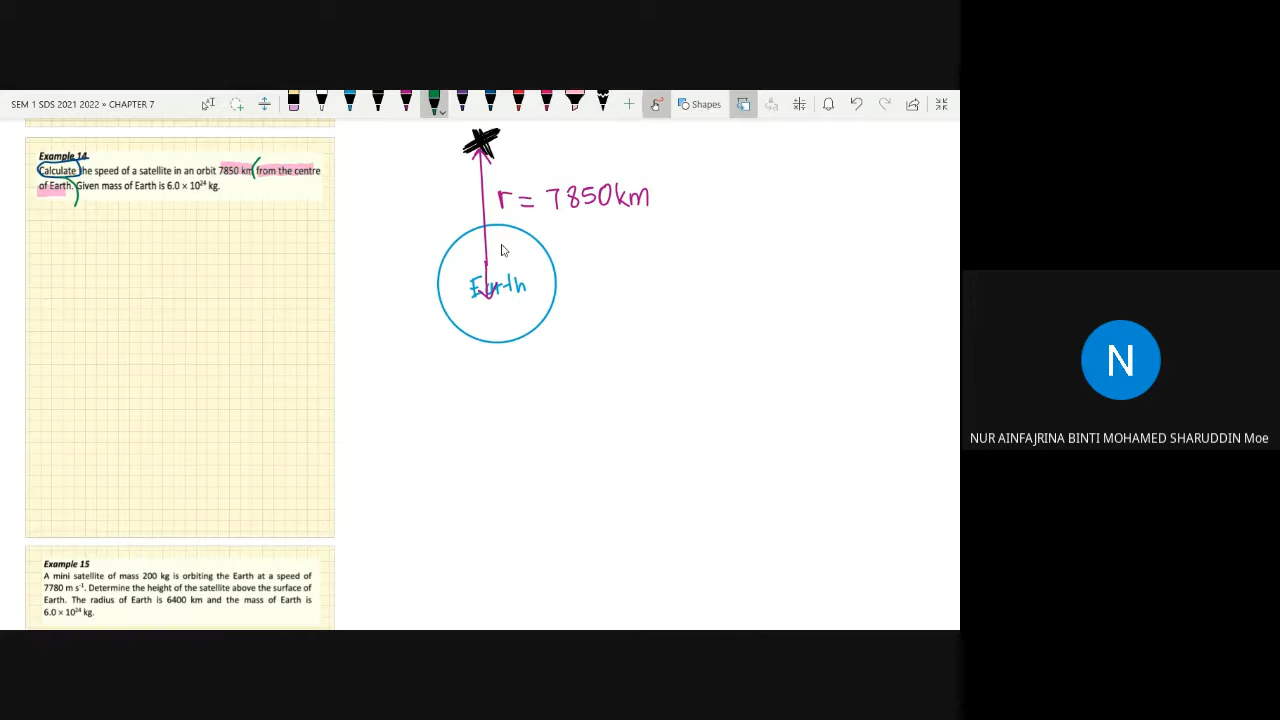 SEM 1 SDS 2021 2022 » CHAPTER 7
Shapes
Example 14
Calculate the speed of a satellite in an orbit 7850 km from the centre
of Earth. Given mass of Earth is 6.0 × 10²⁴ kg.
r = 7850km
Earth
N
NUR AINFAJRINA BINTI MOHAMED SHARUDDIN Moe
Example 15
A mini satellite of mass 200 kg is orbiting the Earth at a speed of
7780 m s⁻¹. Determine the height of the satellite above the surface of
Earth. The radius of Earth is 6400 km and the mass of Earth is
6.0 × 10²⁴ kg.